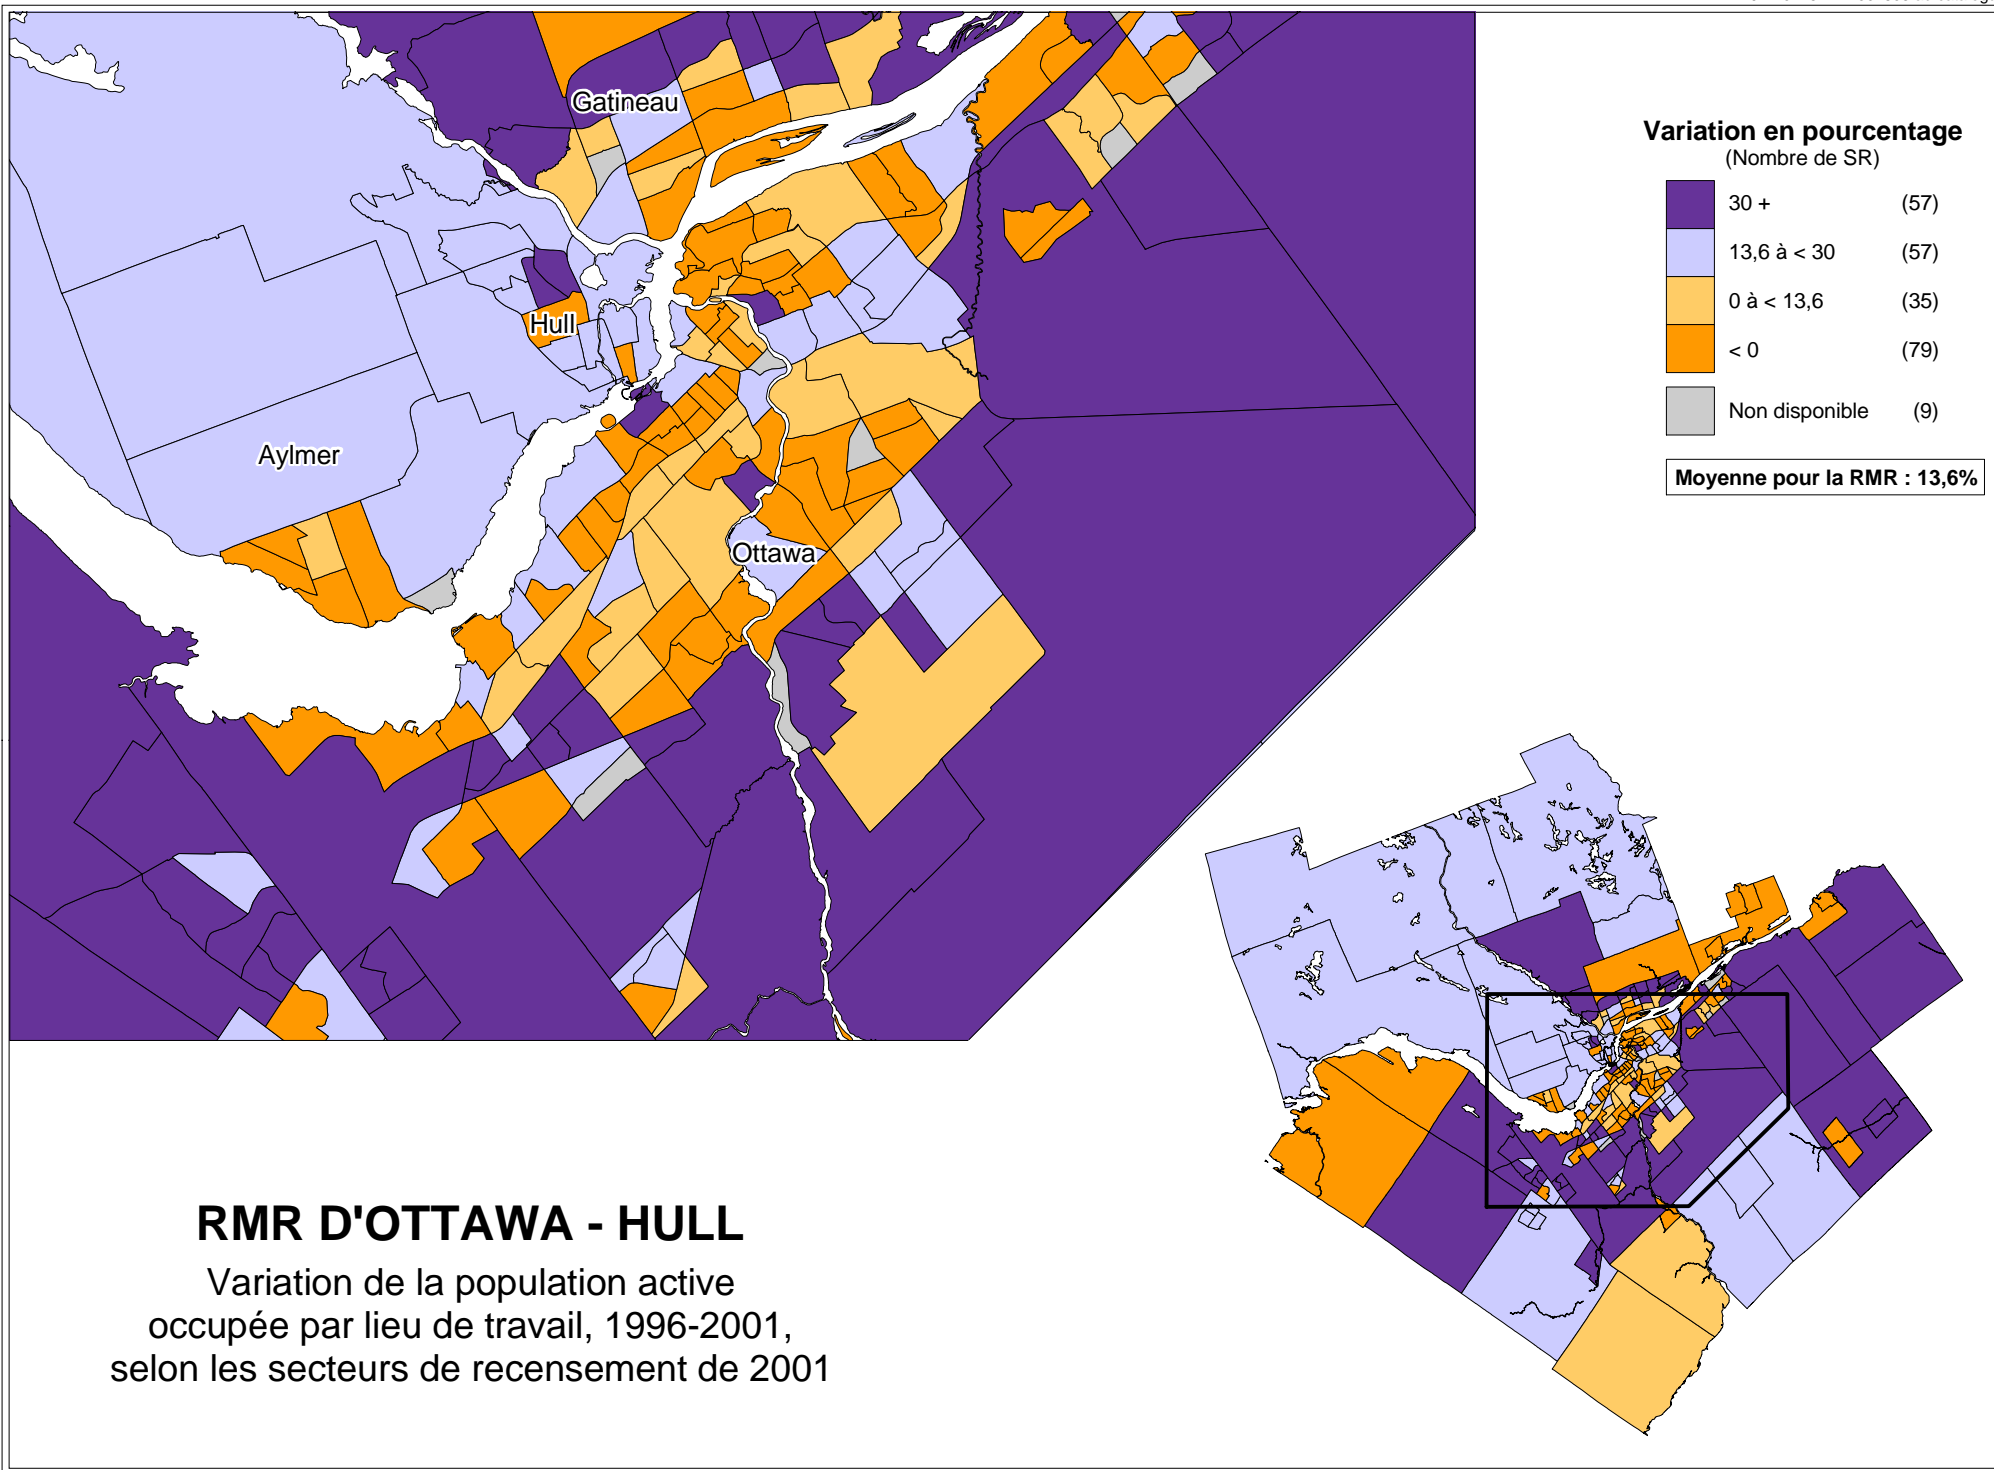 Gatineau
Hull
Aylmer
Ottawa
Variation en pourcentage
(Nombre de SR)
30 + (57)
13,6 à < 30 (57)
0 à < 13,6 (35)
< 0 (79)
Non disponible (9)
Moyenne pour la RMR : 13,6%
RMR D'OTTAWA - HULL
Variation de la population active
occupée par lieu de travail, 1996-2001,
selon les secteurs de recensement de 2001